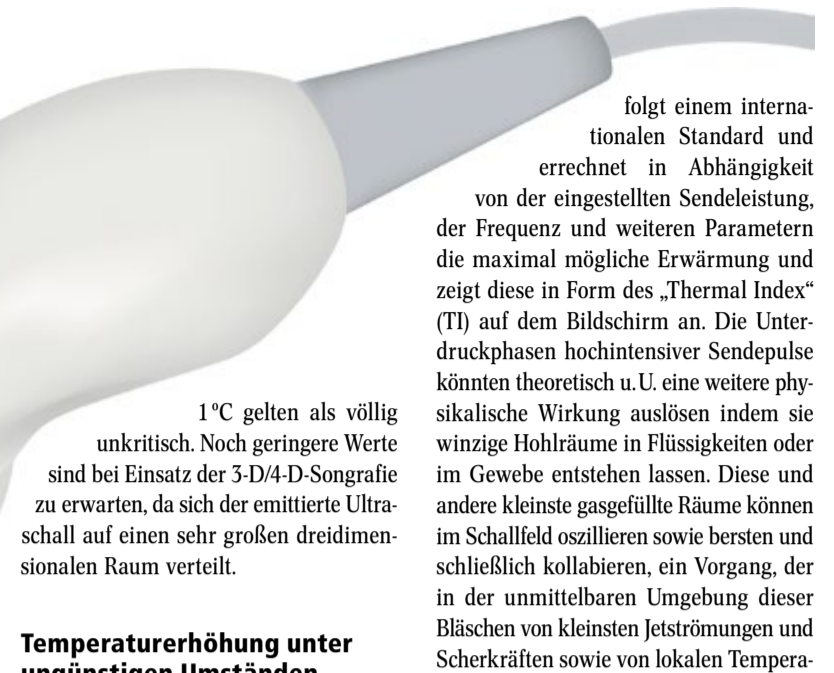 1 °C gelten als völlig
unkritisch. Noch geringere Werte
sind bei Einsatz der 3-D/4-D-Songrafie
zu erwarten, da sich der emittierte Ultra-
schall auf einen sehr großen dreidimen-
sionalen Raum verteilt.
Temperaturerhöhung unter
ungünstigen Umständen
folgt einem interna-
tionalen Standard und
errechnet in Abhängigkeit
von der eingestellten Sendeleistung,
der Frequenz und weiteren Parametern
die maximal mögliche Erwärmung und
zeigt diese in Form des „Thermal Index“
(TI) auf dem Bildschirm an. Die Unter-
druckphasen hochintensiver Sendepulse
könnten theoretisch u. U. eine weitere phy-
sikalische Wirkung auslösen indem sie
winzige Hohlräume in Flüssigkeiten oder
im Gewebe entstehen lassen. Diese und
andere kleinste gasgefüllte Räume können
im Schallfeld oszillieren sowie bersten und
schließlich kollabieren, ein Vorgang, der
in der unmittelbaren Umgebung dieser
Bläschen von kleinsten Jetströmungen und
Scherkräften sowie von lokalen Tempera-